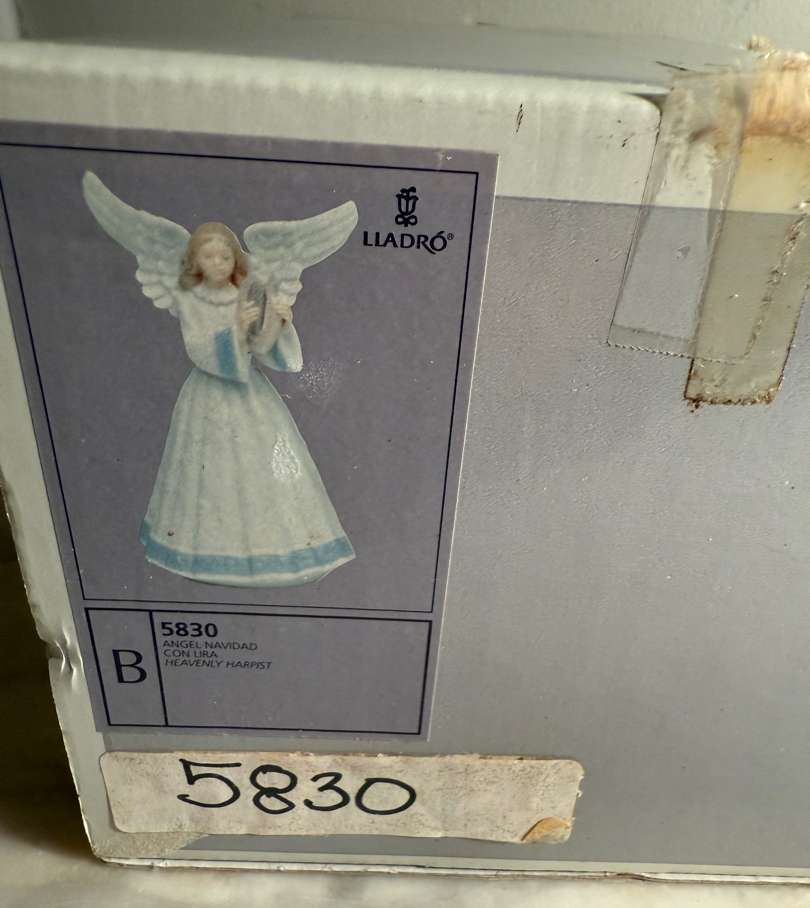 LLADRÓ®
5830
ANGEL NAVIDAD
CON LIRA
HEAVENLY HARPIST
B
5830